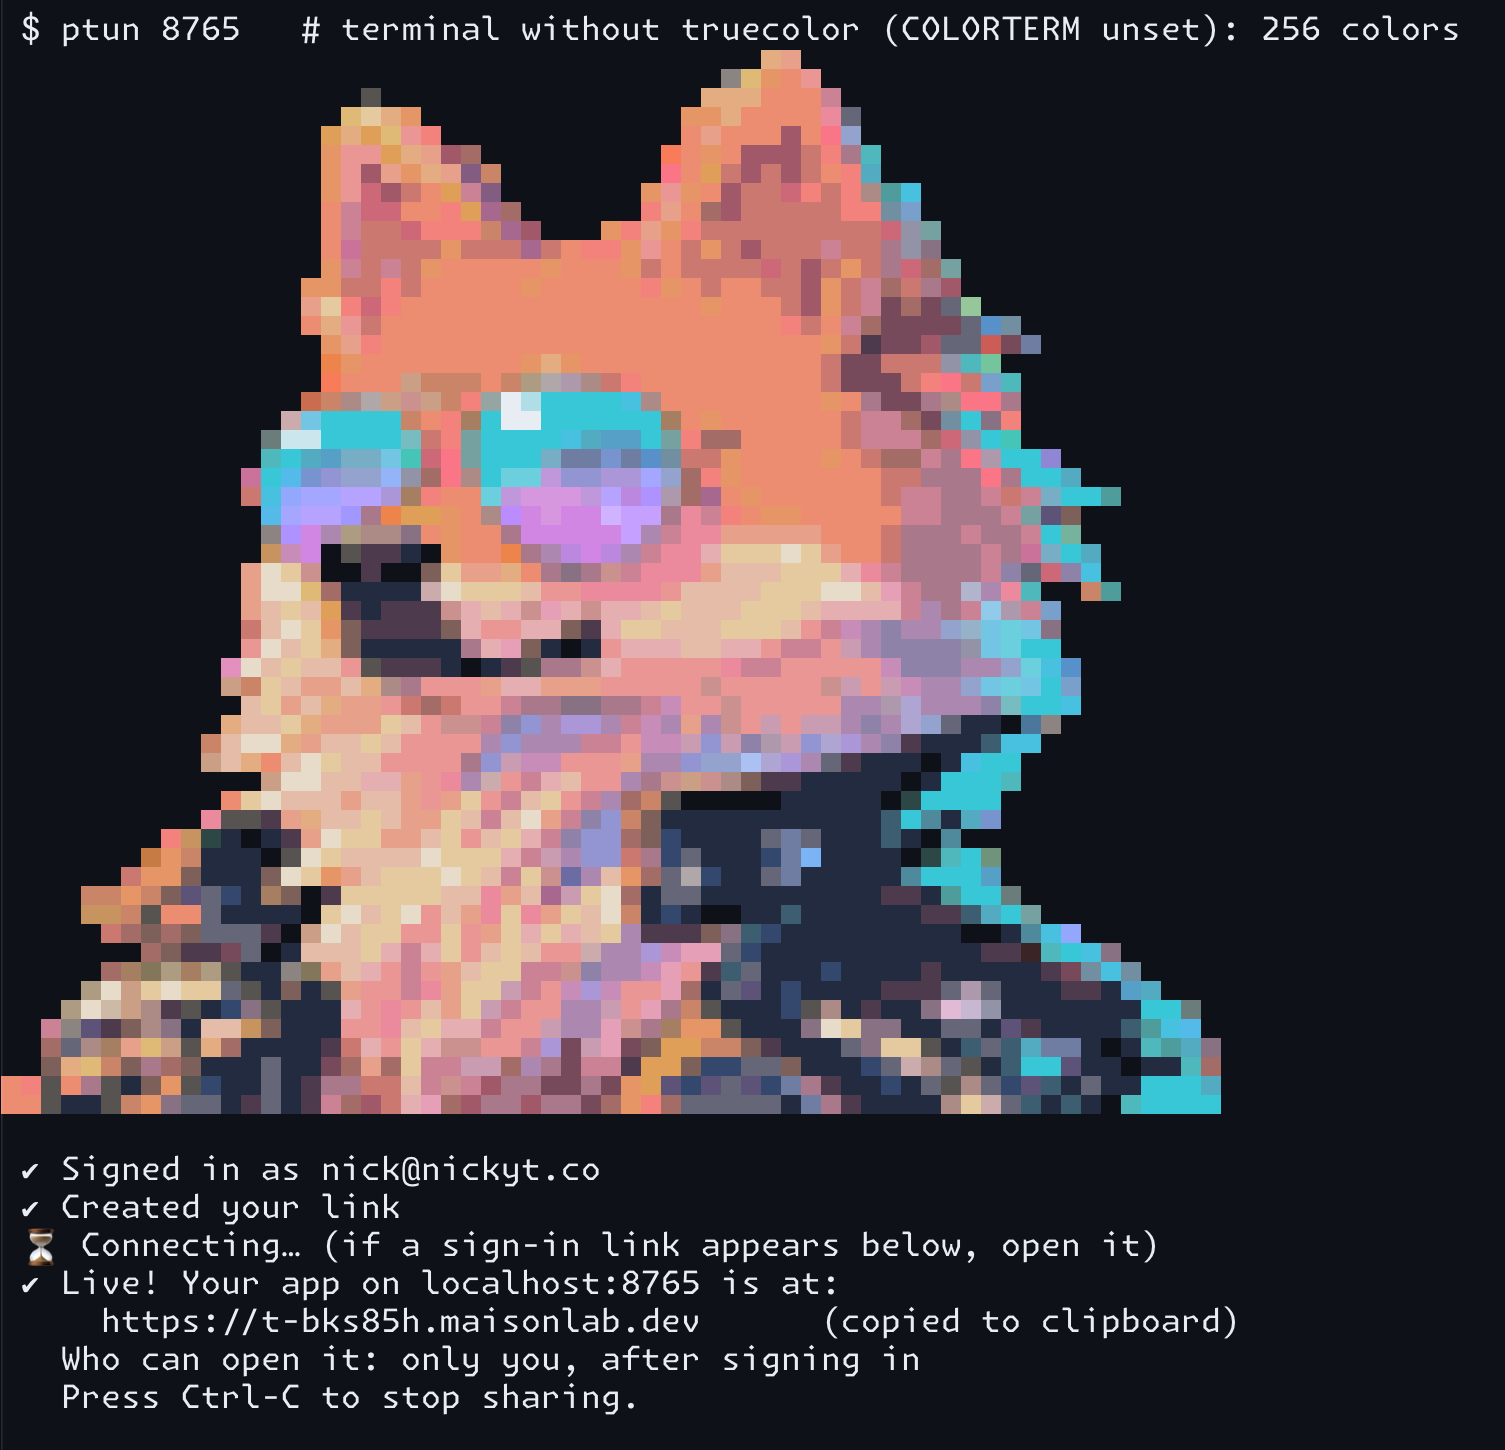 $ ptun 8765   # terminal without truecolor (COLORTERM unset): 256 colors
✔ Signed in as nick@nickyt.co
✔ Created your link
⏳ Connecting… (if a sign-in link appears below, open it)
✔ Live! Your app on localhost:8765 is at:
https://t-bks85h.maisonlab.dev      (copied to clipboard)
Who can open it: only you, after signing in
Press Ctrl-C to stop sharing.